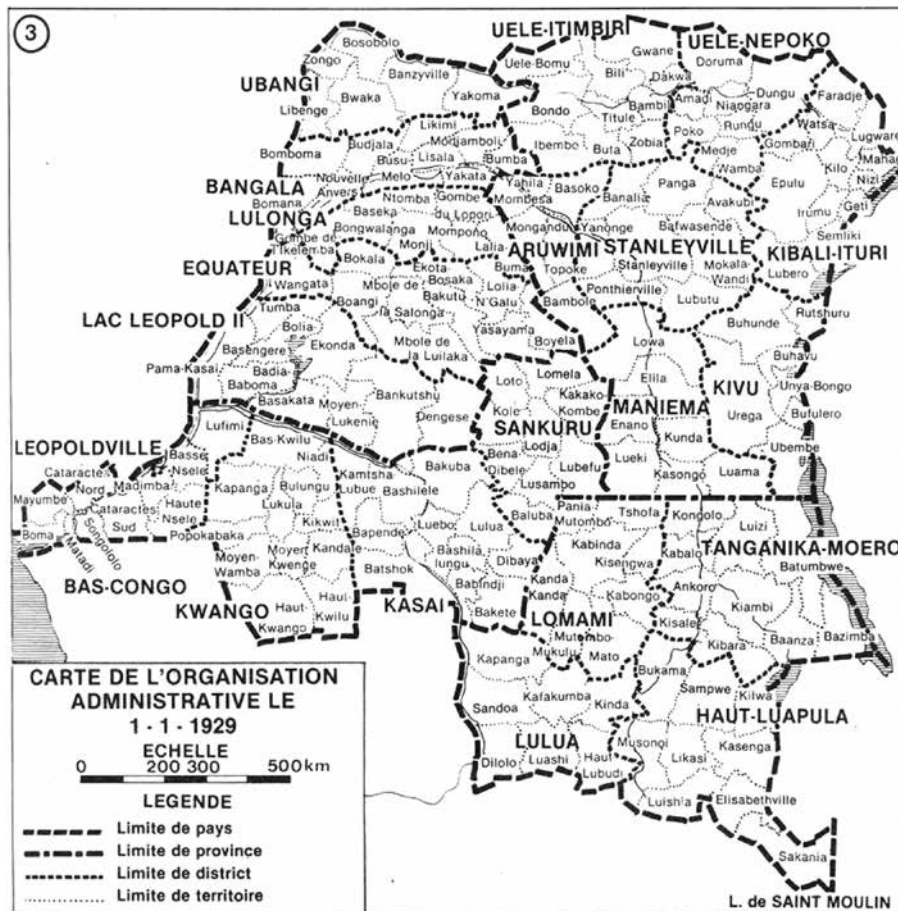 3
UELE-ITIMBIRI
UELE-NEPOKO
Bosobolo
Zongo
Banzyville
Uele-Bomu
Gwane
Bili
Dakwa
Doruma
UBANGI
Bwaka
Yakoma
Libenge
Bondo
Bambili
Titule
Amadi
Niangara
Dungu
Faradje
Likimi
Budjala
Modjamboli
Ibembo
Buta
Zobia
Poko
Rungu
Watsa
Gombari
Lugware
Bomboma
Busu-
Melo
Lisala
Bumba
Medje
Wamba
Mahagi
Kilo
Nizi
BANGALA
Nouvelle
Anvers
Yakata
Yahila
Basoko
Panga
Epulu
Bomana
Ntomba
Gombe
du Lopori
Mombesa
Banalia
Avakubi
Irumu
Geti
LULONGA
Baseka
Bongwalanga
Mompono
Mongandu
Yanonge
Bafwasende
Semliki
Gombe de
l'Ikelemba
Monji
Lalia
ARUWIMI
STANLEYVILLE
KIBALI-ITURI
EQUATEUR
Bokala
Ekota-
Bosaka
Buma
Topoke
Stanleyville
Mokala-
Wandi
Lubero
Wangata
Boangi
Mboje de
la Salonga
Bakutu
Lolia
N'Galu
Ponthierville
Lubutu
Rutshuru
LAC LEOPOLD II
Tumba
Bolia
Yasayama
Bambole
Buhunde
Basengere
Ekonda
Mbole de
la Luilaka
Boyela
Lowa
Buhavu
Pama-Kasai
Badia-
Baboma
Loto
Lomela
Elila
KIVU
Unya-Bongo
Basakata
Moyen-
Lukenie
Bankutshu
Kakako-
Kombe
MANIEMA
Urega
Bufulero
Lufimi
Dengese
Kole
SANKURU
Enano
Kunda
Ubembe
LEOPOLDVILLE
Bas-Kwilu
Niadi
Bena
Dibele
Lodja
Lueki
Cataractes
Nord
Madimba
Basse
Nsele
Kamtsha
Lubue
Bakuba
Lubefu
Kasongo
Luama
Mayumbe
Kapanga
Bulungu
Bashilele
Lusambo
Cataractes
Sud
Haute
Nsele
Lukula
Luebo
Lulua
Baluba
Pania
Mutombo
Tshofa
Kongolo
Luizi
Boma
Matadi
Songololo
Popokabaka
Kikwit
Bapende
Kabinda
Kabalo
TANGANIKA-MOERO
Moyen-
Wamba
Moyen
Kwenge
Kandale
Bashila
lungu
Dibaya
Kisengwa
Batumbwe
BAS-CONGO
Batshok
Babindji
Kanda
Kanda
Kabongo
Ankoro
Kiambi
KWANGO
Haut-
Kwango
Haut-
Kwilu
KASAI
Bakete
LOMAMI
Kisale
Baanza
Bazimba
Mutombo
Mukulu
Mato
Kibara
Kapanga
Bukama
Sampwe
Kilwa
Sandoa
Kafakumba
Kinda
HAUT-LUAPULA
LULUA
Musonoi
Likasi
Kasenga
Dilolo
Luashi
Haut
Lubudi
Luishia
Elisabethville
Sakania
CARTE DE L'ORGANISATION
ADMINISTRATIVE LE
1 - 1 - 1929
ECHELLE
0 200 300 500 km
LEGENDE
Limite de pays
Limite de province
Limite de district
Limite de territoire
L. de SAINT MOULIN